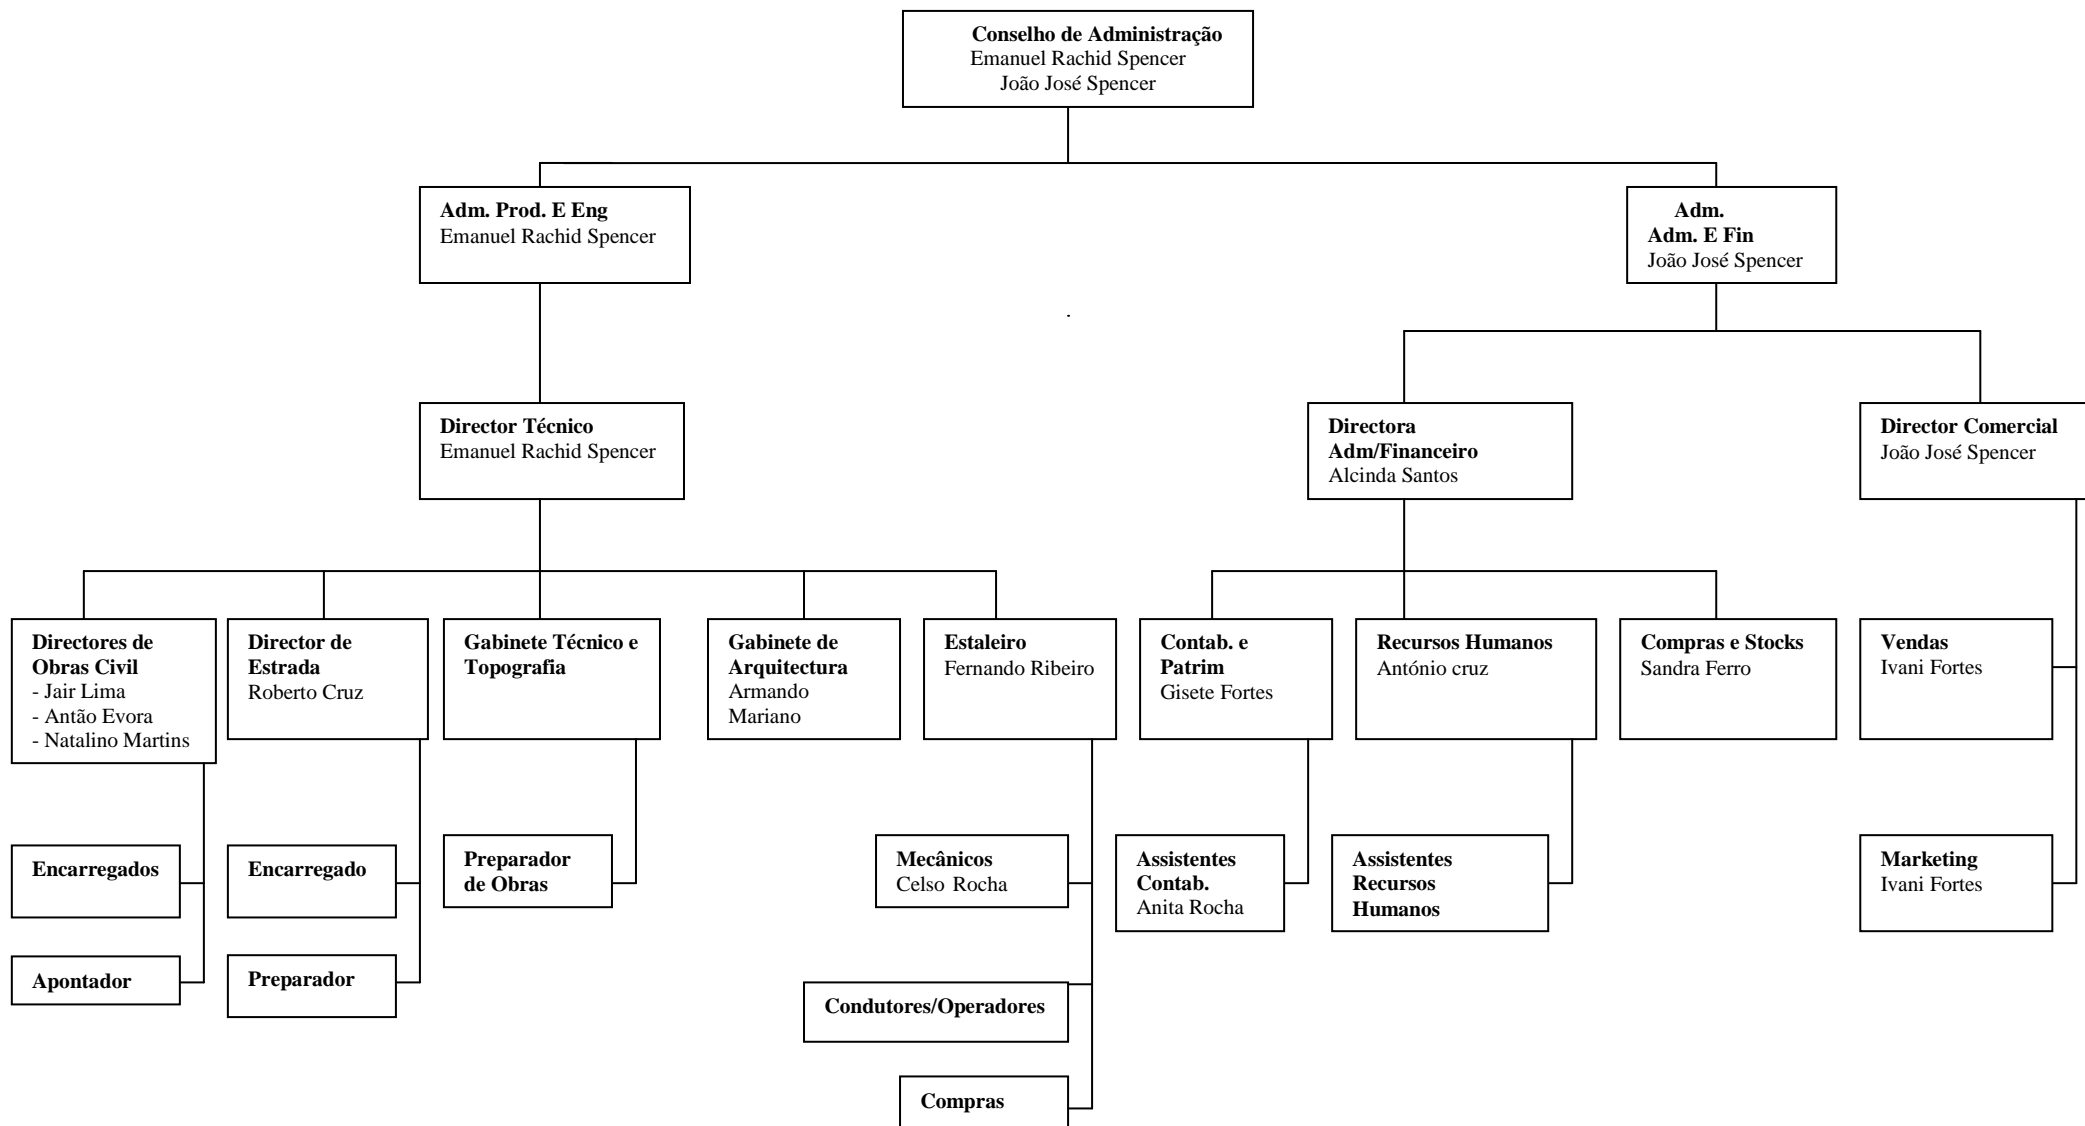 Conselho de Administração
Emanuel Rachid Spencer
João José Spencer
Adm. Prod. E Eng
Emanuel Rachid Spencer
Adm.
Adm. E Fin
João José Spencer
.
Director Técnico
Emanuel Rachid Spencer
Directora
Adm/Financeiro
Alcinda Santos
Director Comercial
João José Spencer
Directores de
Obras Civil
- Jair Lima
- Antão Evora
- Natalino Martins
Director de
Estrada
Roberto Cruz
Gabinete Técnico e
Topografia
Gabinete de
Arquitectura
Armando
Mariano
Estaleiro
Fernando Ribeiro
Contab. e
Patrim
Gisete Fortes
Recursos Humanos
António cruz
Compras e Stocks
Sandra Ferro
Vendas
Ivani Fortes
Encarregados
Encarregado
Preparador
de Obras
Mecânicos
Celso Rocha
Assistentes
Contab.
Anita Rocha
Assistentes
Recursos
Humanos
Marketing
Ivani Fortes
Apontador
Preparador
Condutores/Operadores
Compras